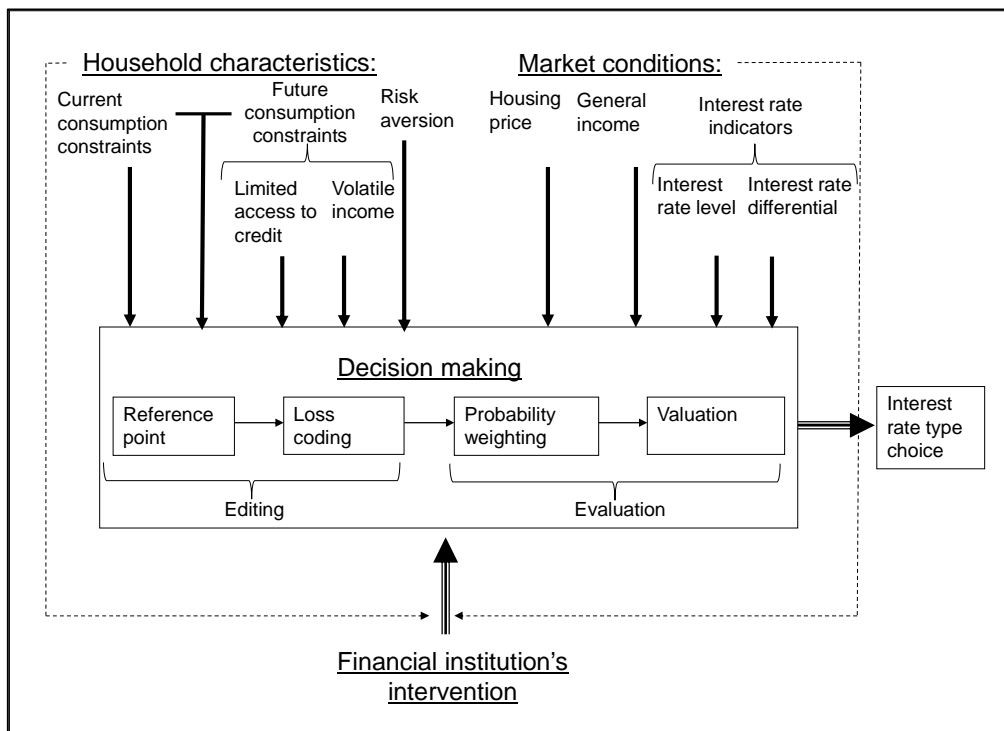 Household characteristics:
Market conditions:
Current
consumption
constraints
Future
consumption
constraints
Risk
aversion
Housing
price
General
income
Interest rate
indicators
Limited
access to
credit
Volatile
income
Interest
rate level
Interest rate
differential
Decision making
Reference
point
Loss
coding
Probability
weighting
Valuation
Editing
Evaluation
Interest
rate type
choice
Financial institution's
intervention